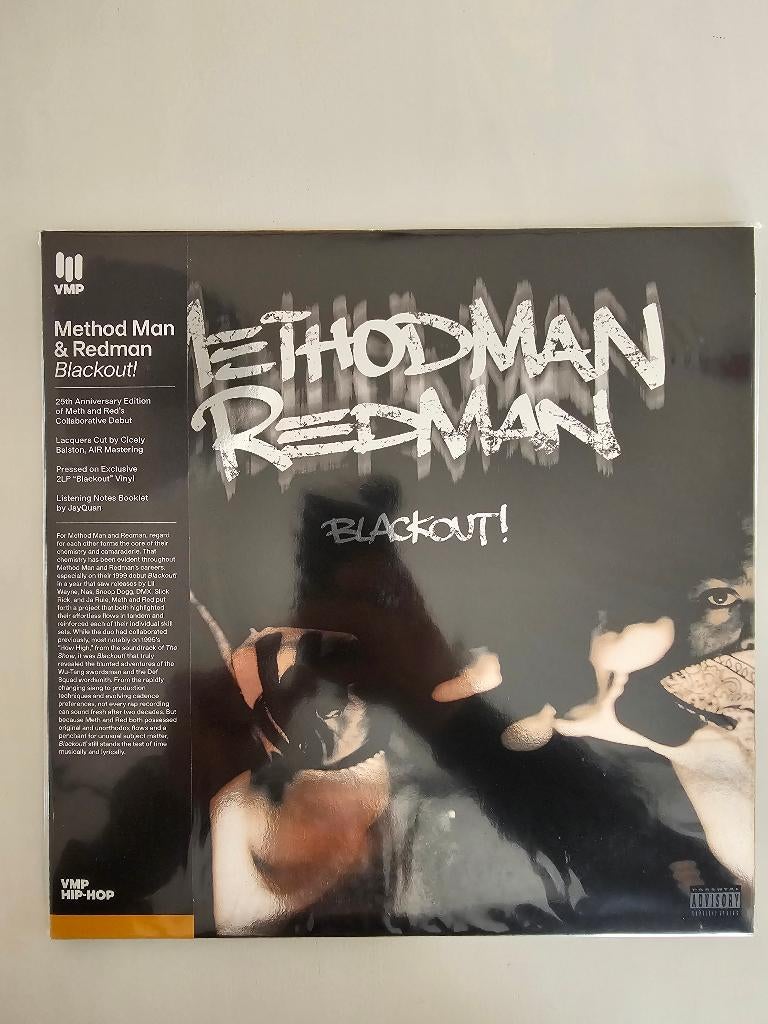 VMP
Method Man
& Redman
Blackout!
25th Anniversary Edition
of Meth and Red's
Collaborative Debut
Lacquers Cut by Cicely
Balston, AIR Mastering
Pressed on Exclusive
2LP "Blackout" Vinyl
Listening Notes Booklet
by JayQuan
For Method Man and Redman, regard
for each other forms the core of their
chemistry and camaraderie. That
chemistry has been evident throughout
Method Man and Redman's careers,
especially on their 1999 debut Blackout!
In a year that saw releases by Lil
Wayne, Nas, Snoop Dogg, DMX, Slick
Rick, and Ja Rule, Meth and Red put
forth a project that both highlighted
their effortless flows in tandem and
reinforced each of their individual skill
sets. While the duo had collaborated
previously, most notably on 1995's
"How High," from the soundtrack of The
Show, it was Blackout! that truly
revealed the blunted adventures of the
Wu-Tang swordsman and the Def
Squad wordsmith. From the rapidly
changing slang to production
techniques and evolving cadence
preferences, not every rap recording
can sound fresh after two decades. But
because Meth and Red both possessed
original and unorthodox flows and a
penchant for unusual subject matter,
Blackout! still stands the test of time
musically and lyrically.
VMP
HIP-HOP
METHODMAN
REDMAN
BLACKOUT!
PARENTAL
ADVISORY
EXPLICIT LYRICS